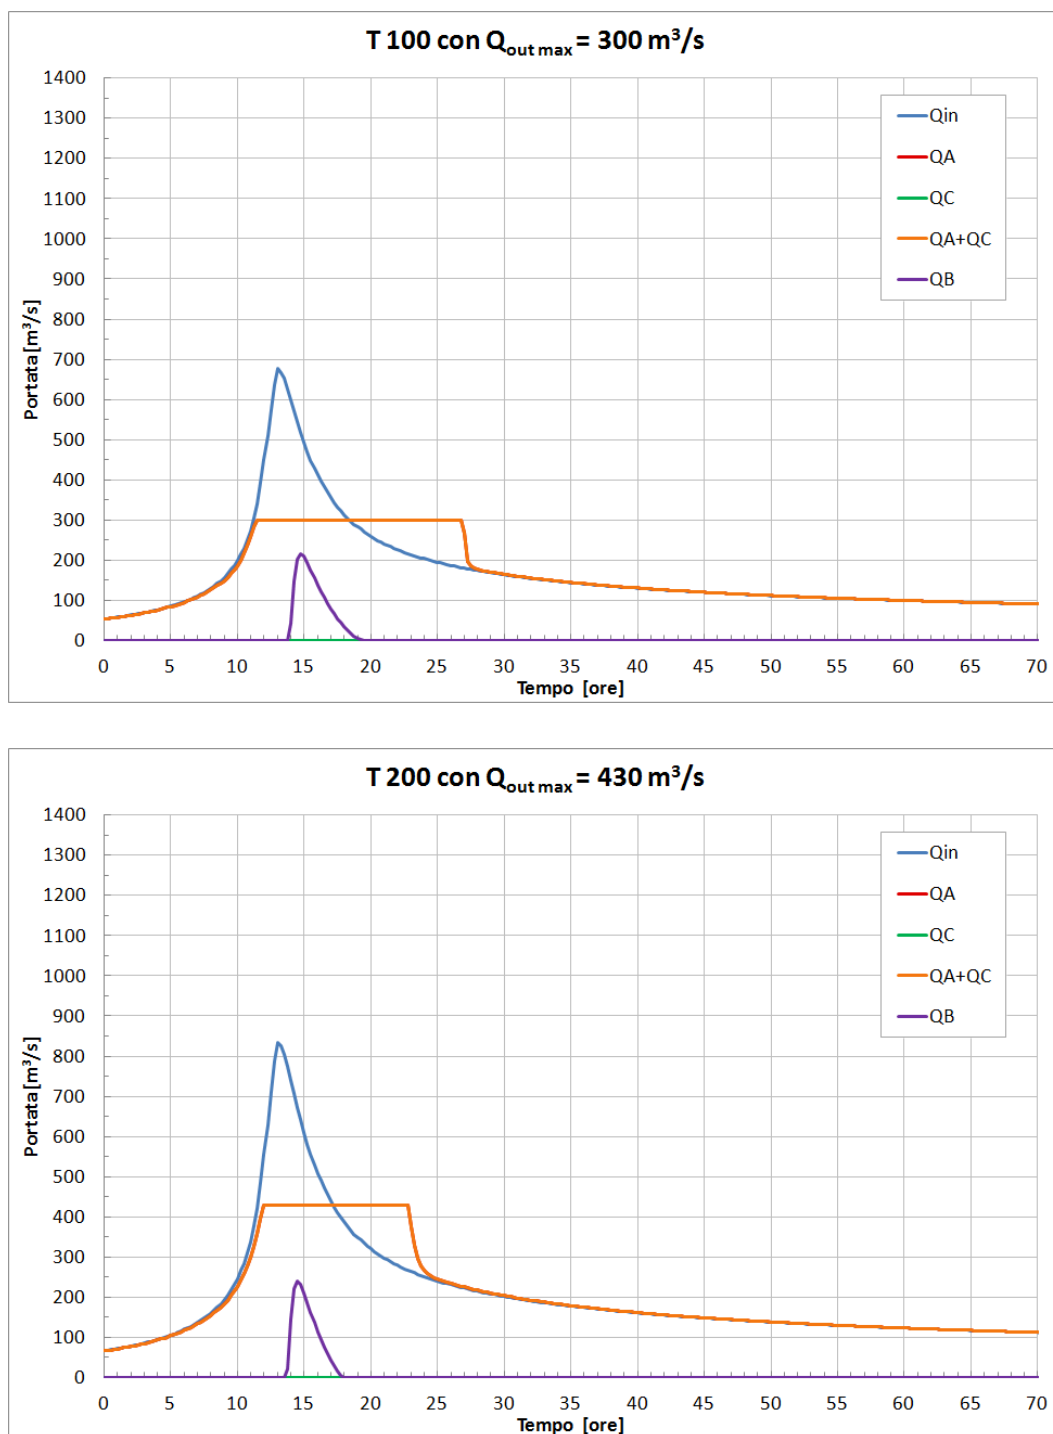 T 100 con Qout max = 300 m³/s
1400
1300
1200
1100
1000
900
800
700
600
500
400
300
200
100
0
Portata [m³/s]
Qin
QA
QC
QA+QC
QB
0 5 10 15 20 25 30 35 40 45 50 55 60 65 70
Tempo [ore]
T 200 con Qout max = 430 m³/s
1400
1300
1200
1100
1000
900
800
700
600
500
400
300
200
100
0
Portata [m³/s]
Qin
QA
QC
QA+QC
QB
0 5 10 15 20 25 30 35 40 45 50 55 60 65 70
Tempo [ore]